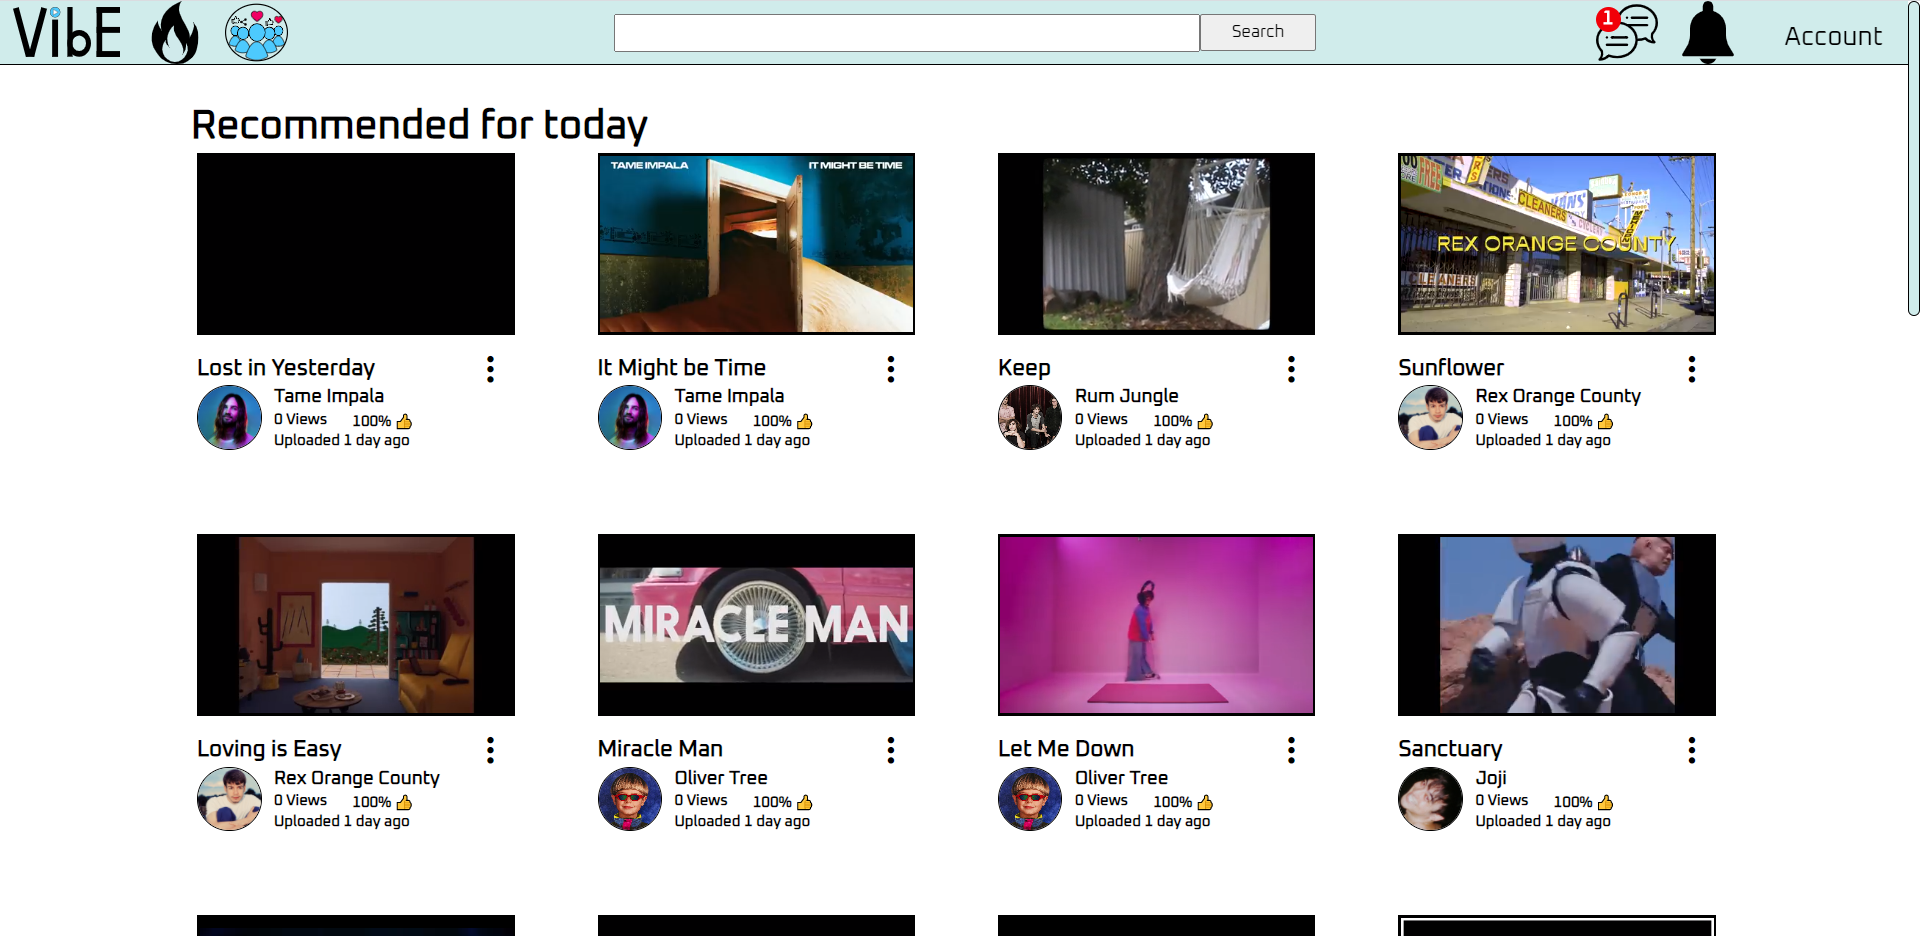 VibE
Search
1
Account
Recommended for today
TAME IMPALA
IT MIGHT BE TIME
FREE
CLEANERS
REX ORANGE COUNTY
CLEANERS
Lost in Yesterday
Tame Impala
0 Views 100%
Uploaded 1 day ago
It Might be Time
Tame Impala
0 Views 100%
Uploaded 1 day ago
Keep
Rum Jungle
0 Views 100%
Uploaded 1 day ago
Sunflower
Rex Orange County
0 Views 100%
Uploaded 1 day ago
MIRACLE MAN
Loving is Easy
Rex Orange County
0 Views 100%
Uploaded 1 day ago
Miracle Man
Oliver Tree
0 Views 100%
Uploaded 1 day ago
Let Me Down
Oliver Tree
0 Views 100%
Uploaded 1 day ago
Sanctuary
Joji
0 Views 100%
Uploaded 1 day ago